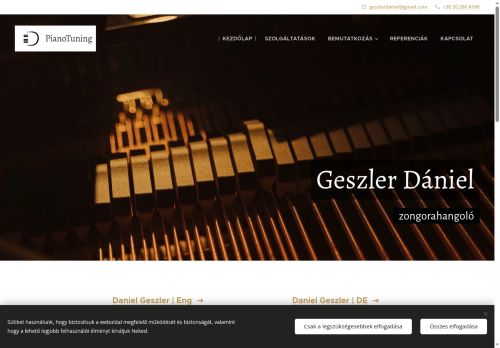 geszlerdaniel@gmail.com +36 20 280 4166
PianoTuning
KEZDŐLAP SZOLGÁLTATÁSOK BEMUTATKOZÁS REFERENCIÁK KAPCSOLAT
Geszler Dániel
zongorahangoló
Daniel Geszler | Eng →
Daniel Geszler | DE →
Sütiket használunk, hogy biztosítsuk a weboldal megfelelő működését és biztonságát, valamint
hogy a lehető legjobb felhasználói élményt kínáljuk Neked.
Csak a legszükségesebbek elfogadása
Összes elfogadása